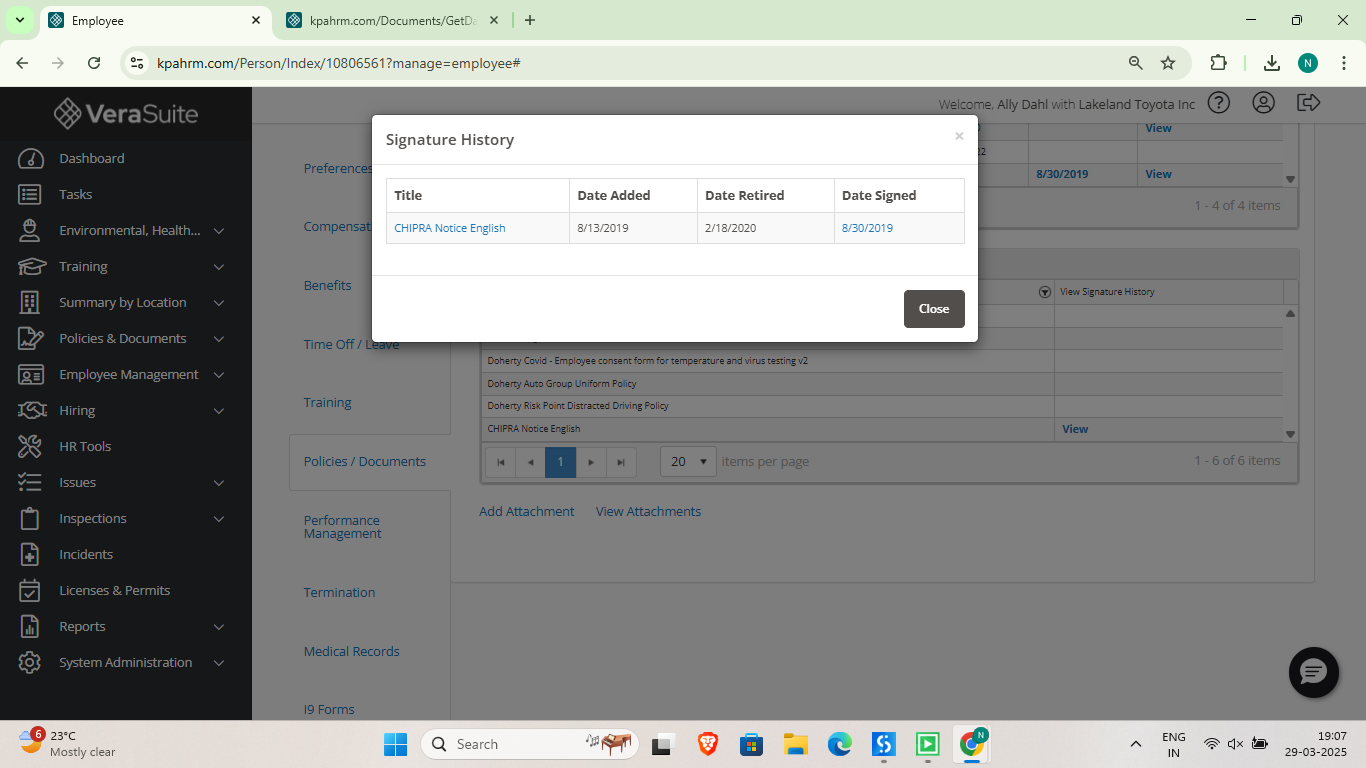 Employee
kpahrm.com/Documents/GetDa
kpahrm.com/Person/Index/10806561?manage=employee#
N
VeraSuite
Welcome, Ally Dahl with Lakeland Toyota Inc
Dashboard
Tasks
Environmental, Health...
Training
Summary by Location
Policies & Documents
Employee Management
Hiring
HR Tools
Issues
Inspections
Incidents
Licenses & Permits
Reports
System Administration
Preferences
Compensat
Benefits
Time Off / Leave
Training
Policies / Documents
Performance
Management
Termination
Medical Records
I9 Forms
Signature History
×
Title Date Added Date Retired Date Signed
CHIPRA Notice English 8/13/2019 2/18/2020 8/30/2019
Close
View
22
8/30/2019 View
1 - 4 of 4 items
View Signature History
Doherty Covid - Employee consent form for temperature and virus testing v2
Doherty Auto Group Uniform Policy
Doherty Risk Point Distracted Driving Policy
CHIPRA Notice English View
1 20 items per page 1 - 6 of 6 items
Add Attachment View Attachments
6
23°C
Mostly clear
Search
N
ENG
IN
19:07
29-03-2025